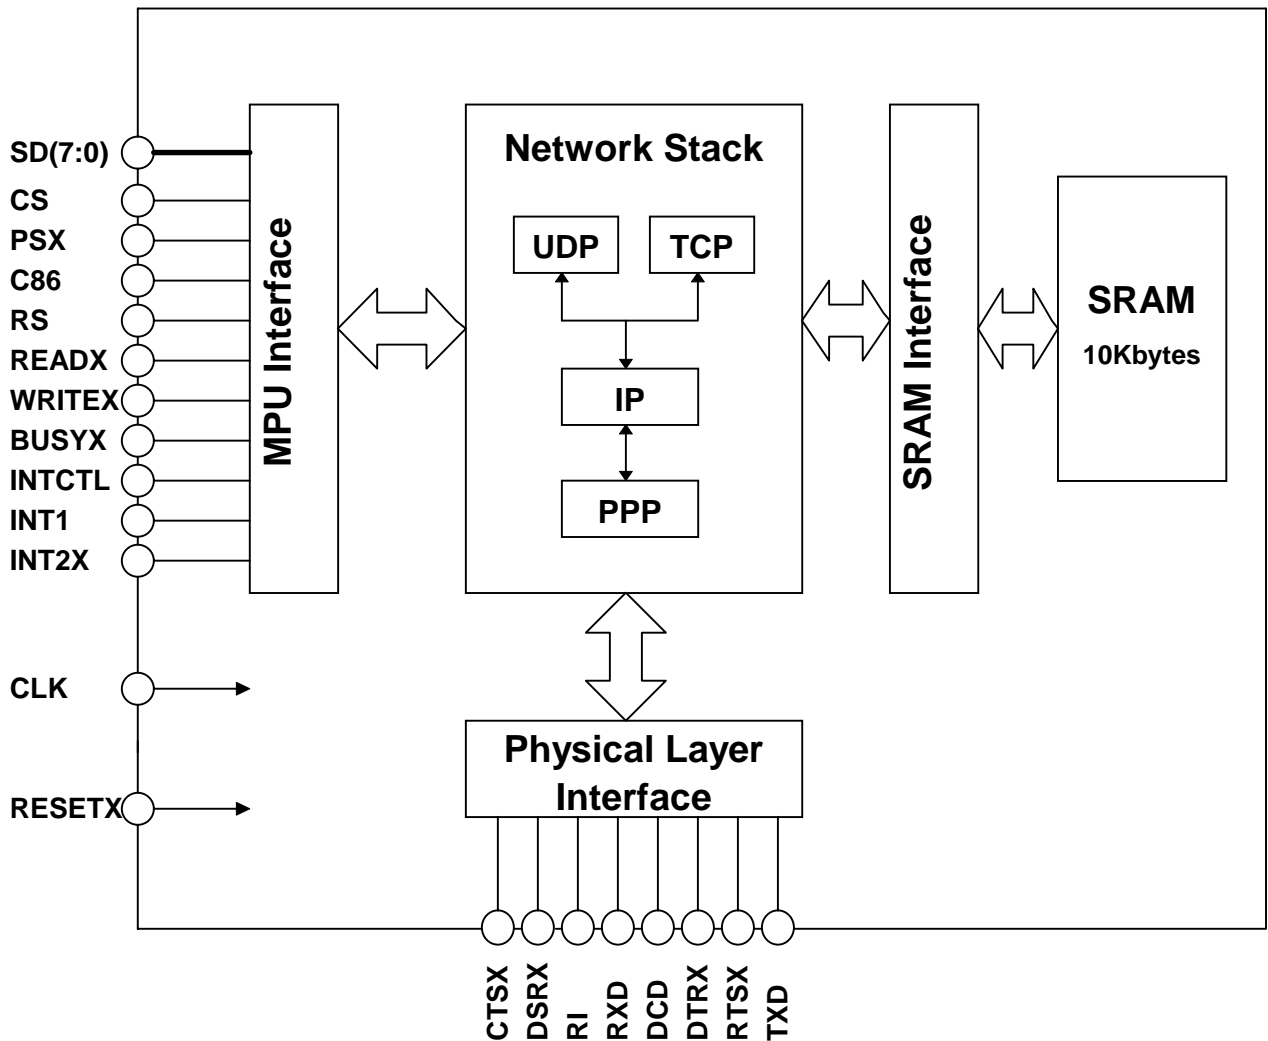 SD(7:0)
CS
PSX
C86
RS
READX
WRITEX
BUSYX
INTCTL
INT1
INT2X
CLK
RESETX
MPU Interface
Network Stack
UDP
TCP
IP
PPP
SRAM Interface
SRAM
10Kbytes
Physical Layer
Interface
CTSX
DSRX
RI
RXD
DCD
DTRX
RTSX
TXD